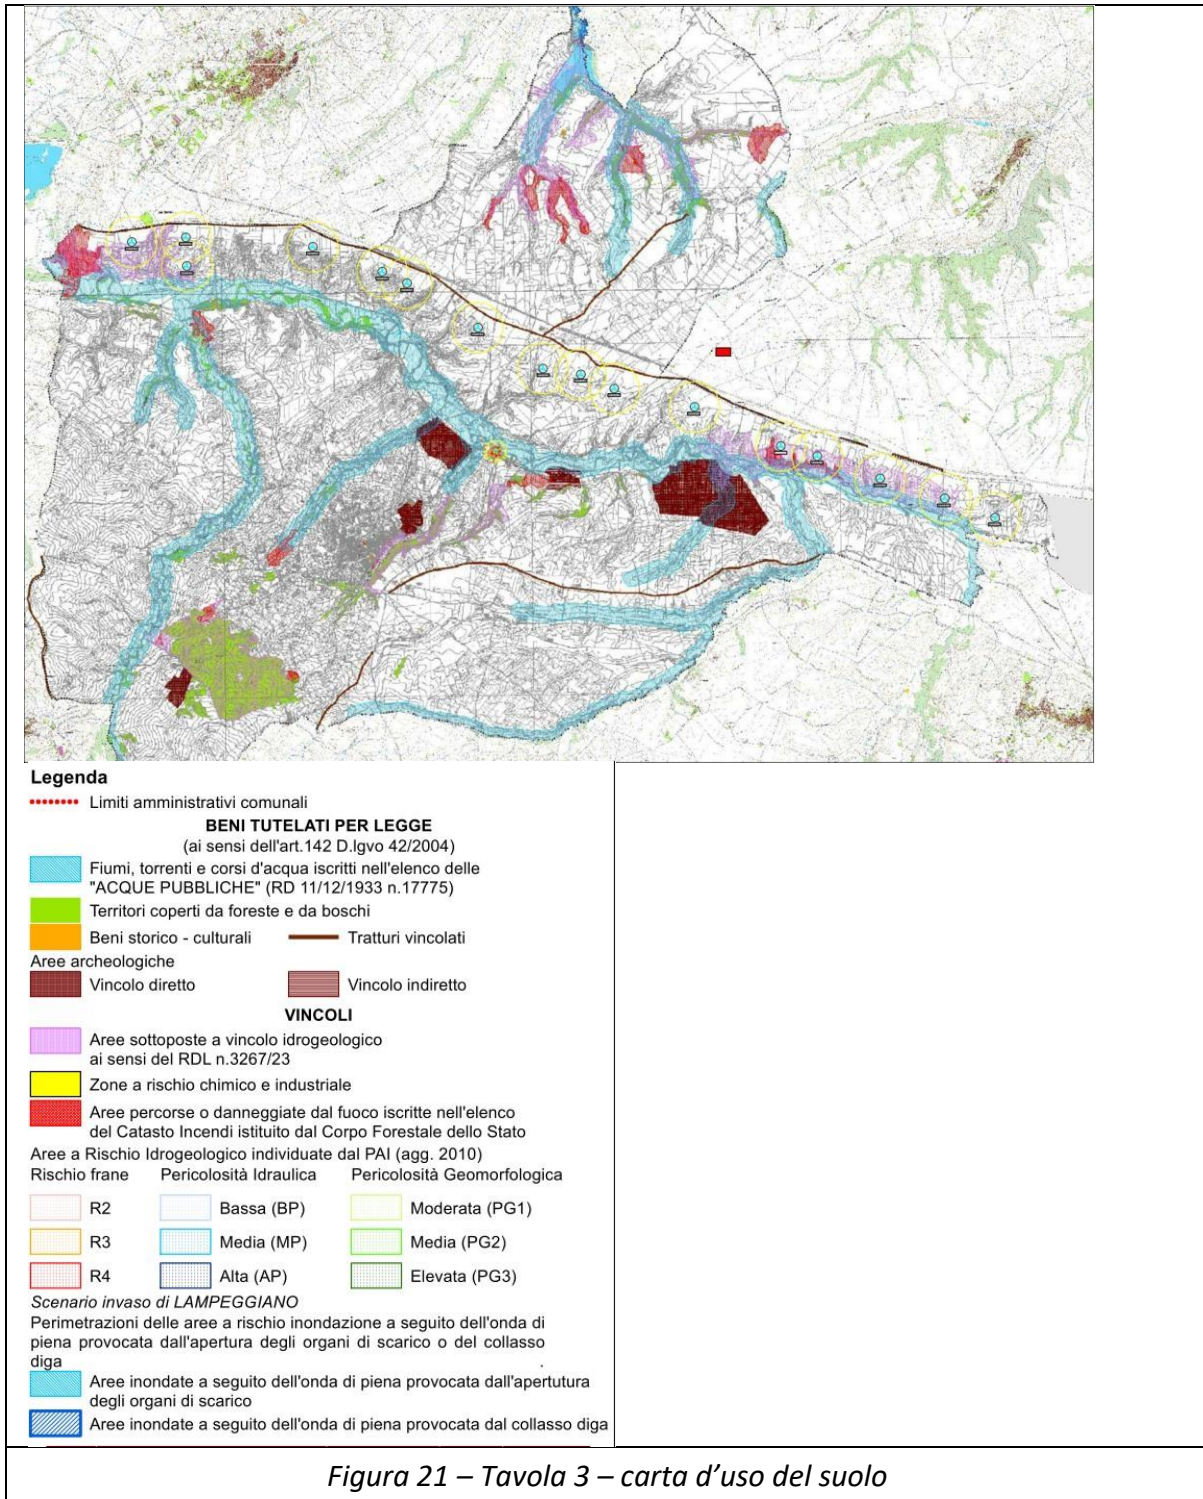 Legenda
Limiti amministrativi comunali
BENI TUTELATI PER LEGGE
(ai sensi dell'art.142 D.lgvo 42/2004)
Fiumi, torrenti e corsi d'acqua iscritti nell'elenco delle
"ACQUE PUBBLICHE" (RD 11/12/1933 n.17775)
Territori coperti da foreste e da boschi
Beni storico - culturali Tratturi vincolati
Aree archeologiche
Vincolo diretto Vincolo indiretto
VINCOLI
Aree sottoposte a vincolo idrogeologico
ai sensi del RDL n.3267/23
Zone a rischio chimico e industriale
Aree percorse o danneggiate dal fuoco iscritte nell'elenco
del Catasto Incendi istituito dal Corpo Forestale dello Stato
Aree a Rischio Idrogeologico individuate dal PAI (agg. 2010)
Rischio frane Pericolosità Idraulica Pericolosità Geomorfologica
R2 Bassa (BP) Moderata (PG1)
R3 Media (MP) Media (PG2)
R4 Alta (AP) Elevata (PG3)
Scenario invaso di LAMPEGGIANO
Perimetrazioni delle aree a rischio inondazione a seguito dell'onda di
piena provocata dall'apertura degli organi di scarico o del collasso
diga .
Aree inondate a seguito dell'onda di piena provocata dall'apertutura
degli organi di scarico
Aree inondate a seguito dell'onda di piena provocata dal collasso diga
Figura 21 – Tavola 3 – carta d'uso del suolo